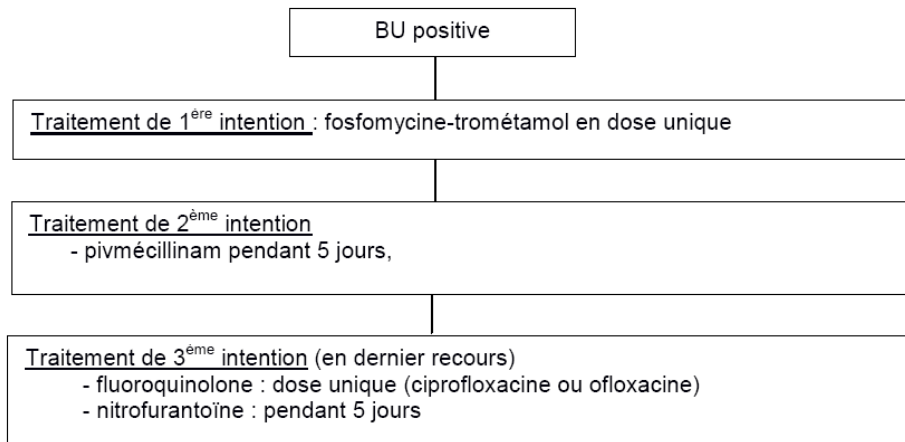 BU positive
Traitement de 1ère intention : fosfomycine-trométamol en dose unique
Traitement de 2ème intention
- pivmécillinam pendant 5 jours,
Traitement de 3ème intention (en dernier recours)
- fluoroquinolone : dose unique (ciprofloxacine ou ofloxacine)
- nitrofurantoïne : pendant 5 jours